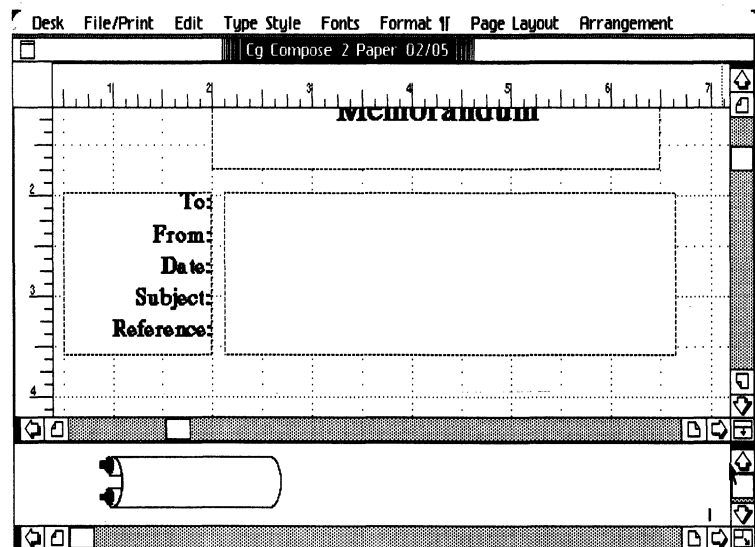 Desk File/Print Edit Type Style Fonts Format ¶ Page Layout Arrangement
Cg Compose 2 Paper 02/05
1 2 3 4 5 6 7
Memorandum
2
To:
From:
Date:
3
Subject:
Reference:
4